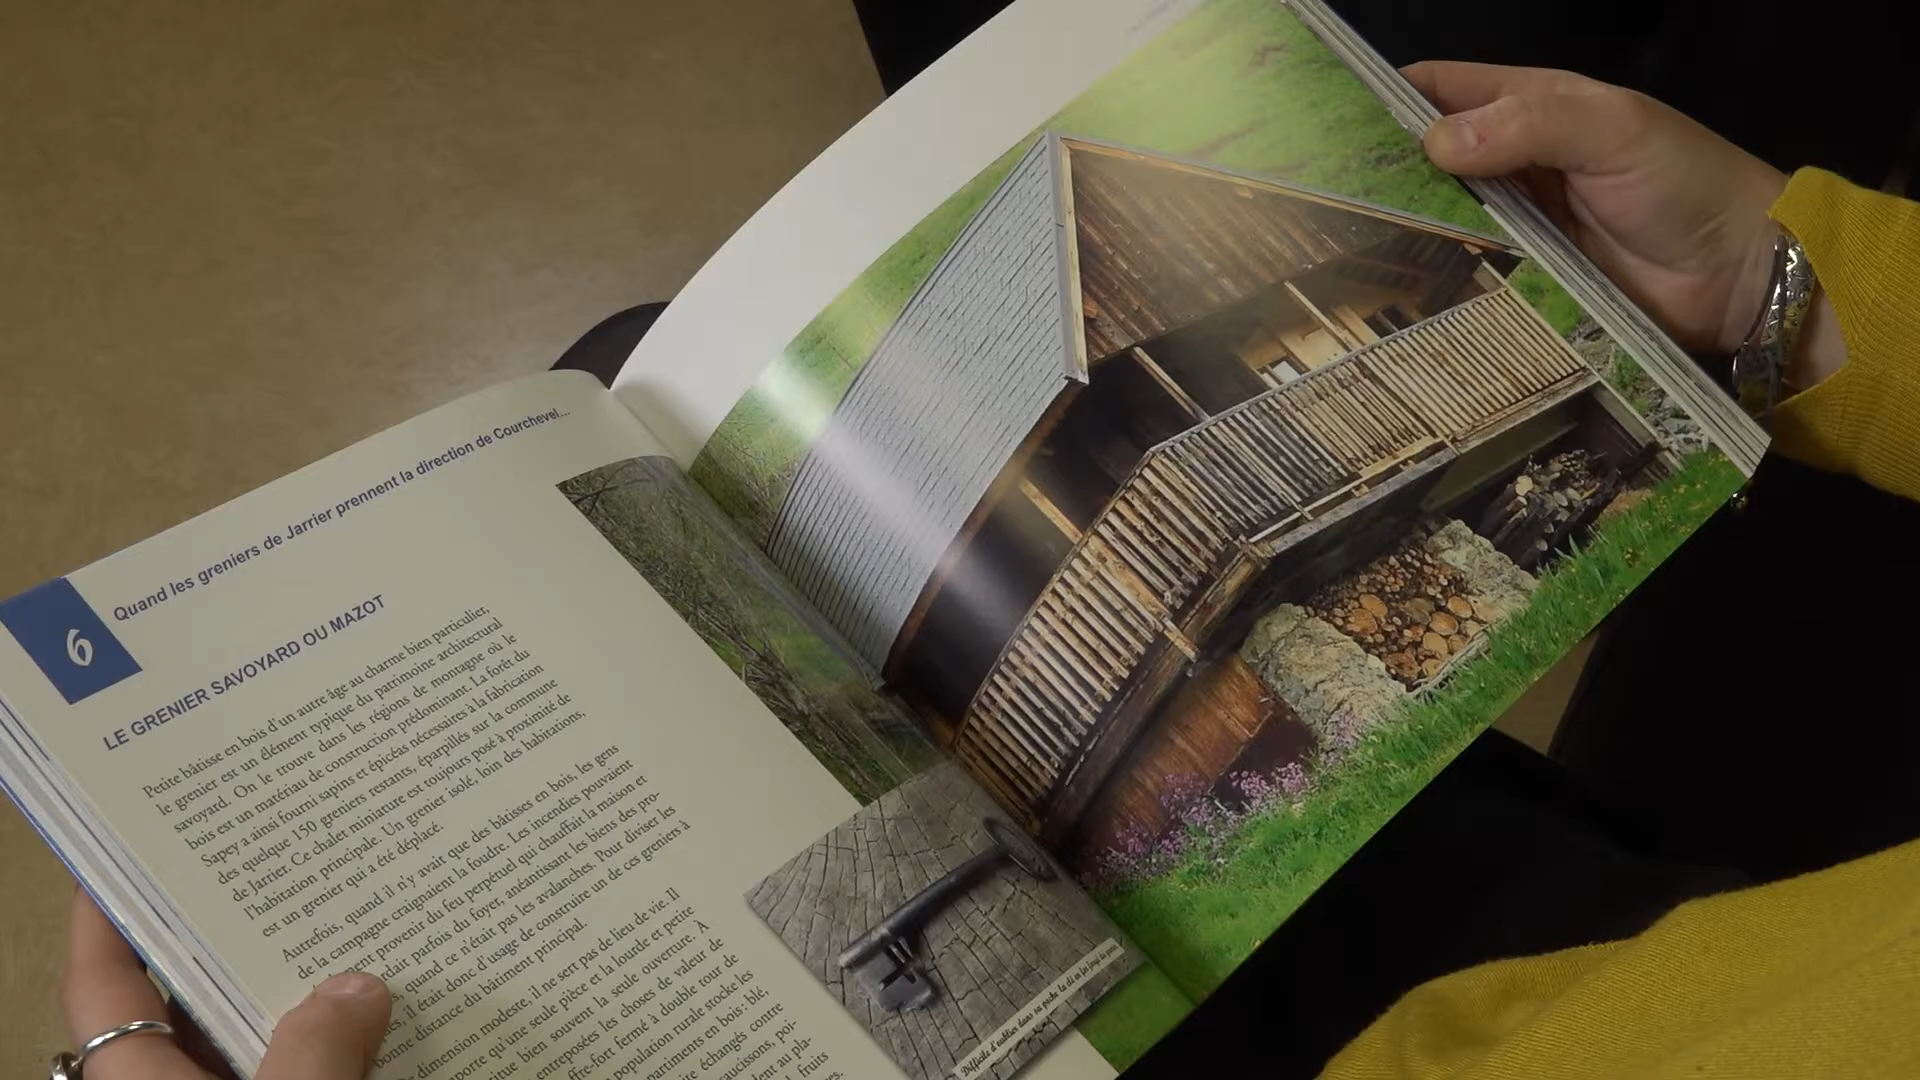 6
Quand les greniers de Jarrier prennent la direction de Courchevel...
LE GRENIER SAVOYARD OU MAZOT
Petite bâtisse en bois d'un autre âge au charme bien particulier,
le grenier est un élément typique du patrimoine architectural
savoyard. On le trouve dans les régions de montagne où le
bois est un matériau de construction prédominant. La forêt du
Sapey a ainsi fourni sapins et épicéas nécessaires à la fabrication
des quelque 150 greniers restants, éparpillés sur la commune
de Jarrier. Ce chalet miniature est toujours posé à proximité de
l'habitation principale. Un grenier isolé, loin des habitations,
est un grenier qui a été déplacé.
Autrefois, quand il n'y avait que des bâtisses en bois, les gens
de la campagne craignaient la foudre. Les incendies pouvaient
provenir du feu perpétuel qui chauffait la maison et
parfois du foyer, anéantissant les biens des pro-
quand ce n'était pas les avalanches. Pour diviser les
il était donc d'usage de construire un de ces greniers à
bonne distance du bâtiment principal.
dimension modeste, il ne sert pas de lieu de vie. Il
qu'une seule pièce et la lourde et petite
bien souvent la seule ouverture. À
entreposées les choses de valeur de
fermé à double tour de
population rurale stocke les
en bois : blé,
échangés contre
fruits
Difficile d'oublier dans sa poche la clé